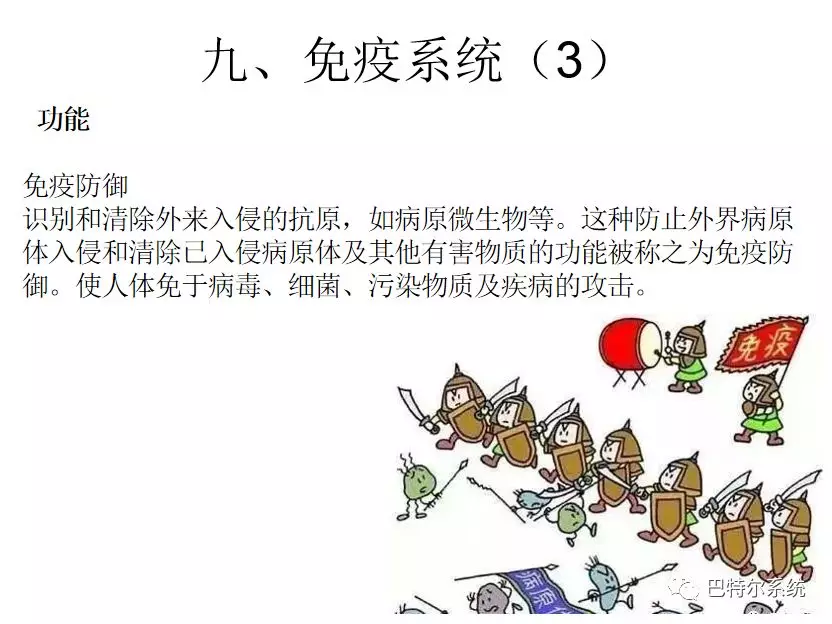 九、免疫系统（3）
功能
免疫防御
识别和清除外来入侵的抗原，如病原微生物等。这种防止外界病原
体入侵和清除已入侵病原体及其他有害物质的功能被称之为免疫防
御。使人体免于病毒、细菌、污染物质及疾病的攻击。
免疫
病原体
巴特尔系统